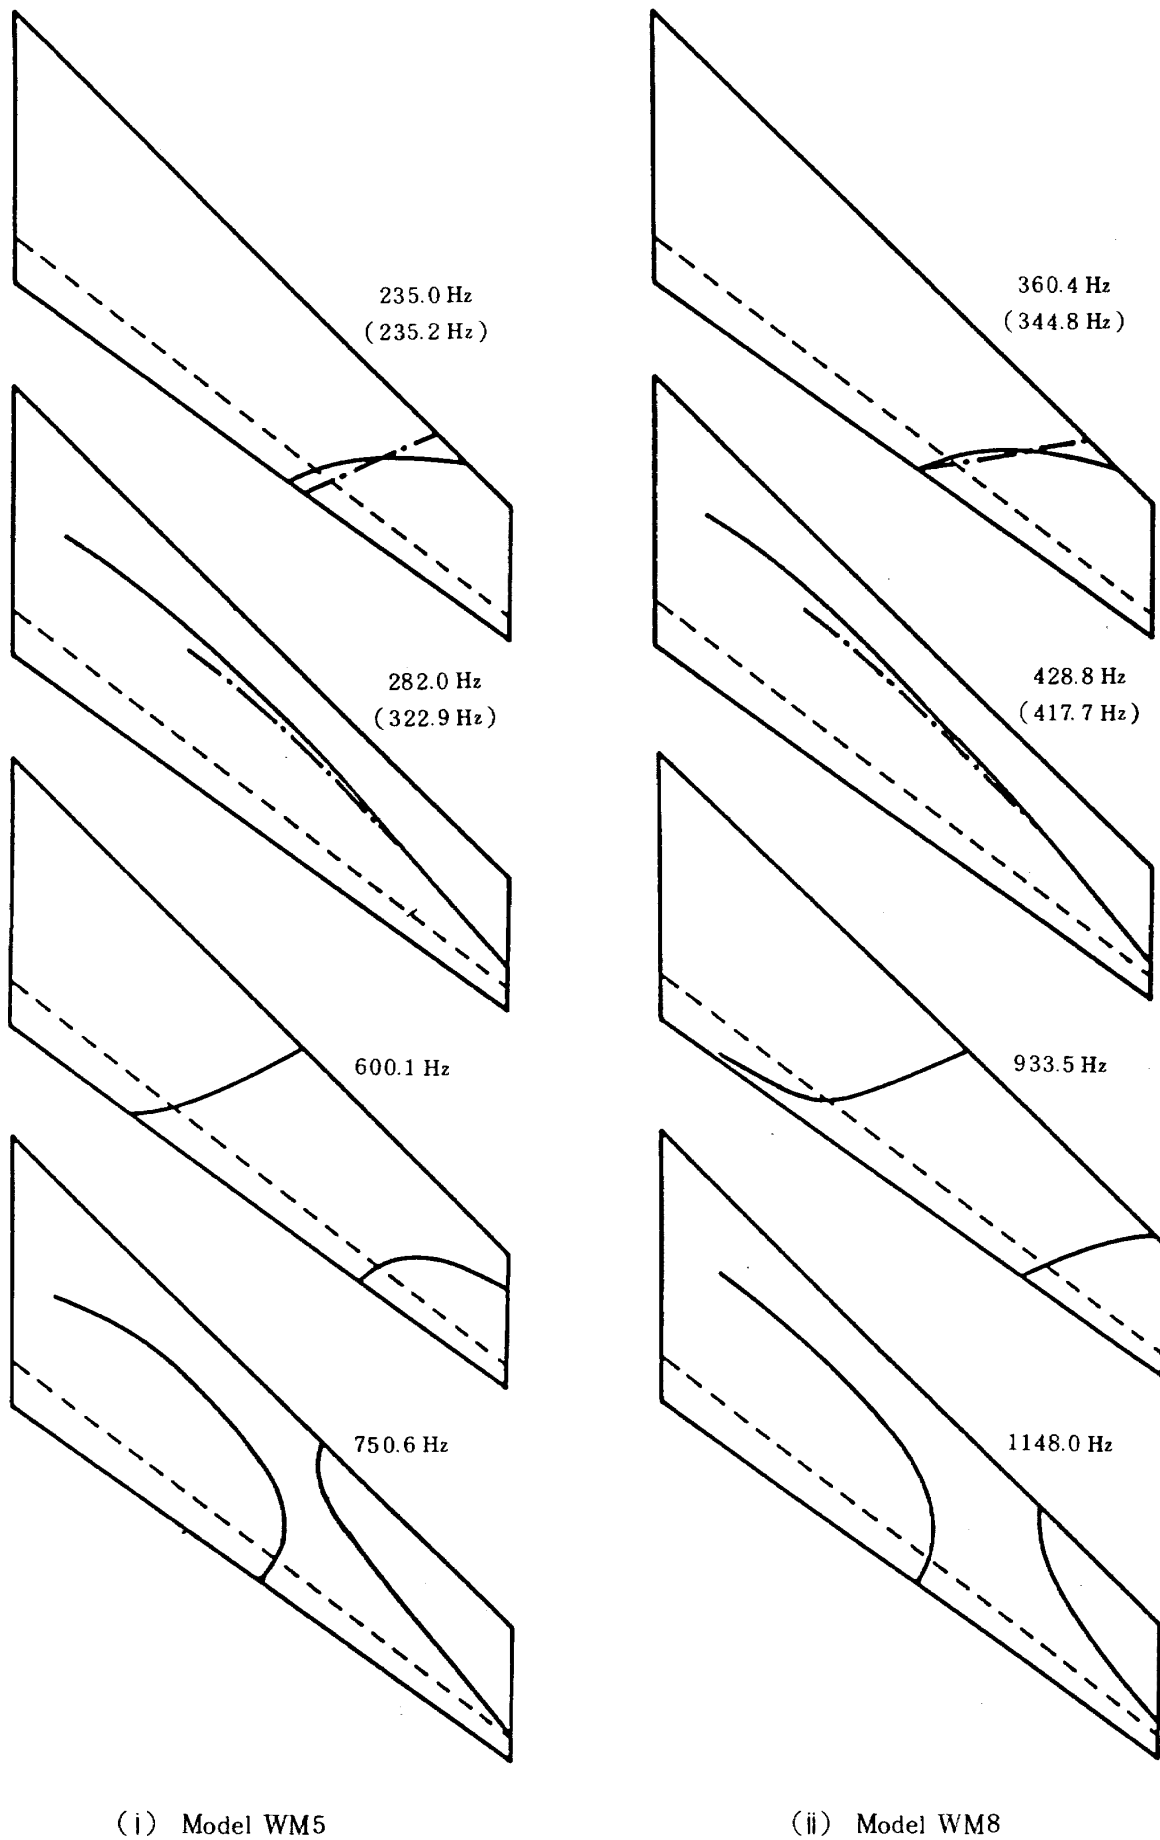 235.0 Hz
(235.2 Hz)
282.0 Hz
(322.9 Hz)
600.1 Hz
750.6 Hz
(i) Model WM5
360.4 Hz
(344.8 Hz)
428.8 Hz
(417.7 Hz)
933.5 Hz
1148.0 Hz
(ii) Model WM8